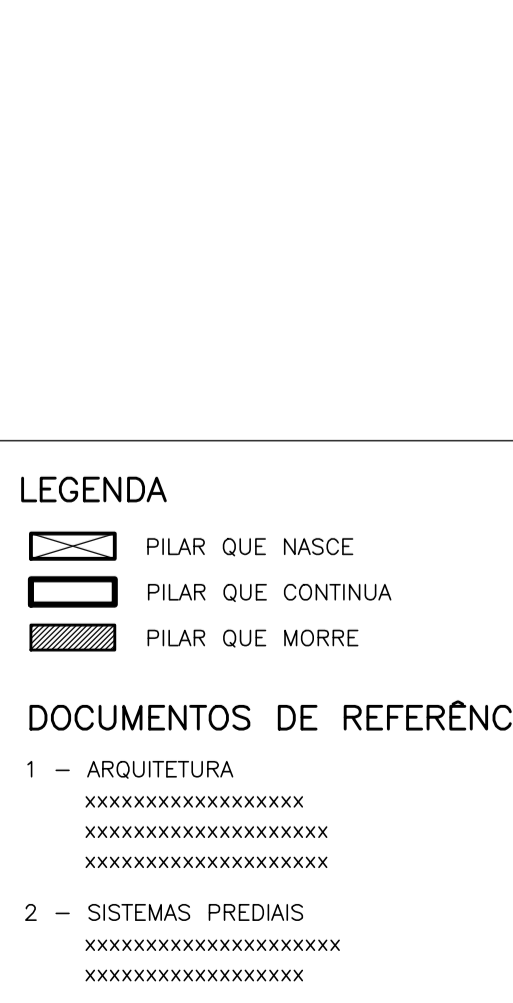 LEGENDA
PILAR QUE NASCE
PILAR QUE CONTINUA
PILAR QUE MORRE
DOCUMENTOS DE REFERÊNC
1 – ARQUITETURA
xxxxxxxxxxxxxxxxxx
xxxxxxxxxxxxxxxxxxxx
xxxxxxxxxxxxxxxxxxxx
2 – SISTEMAS PREDIAIS
xxxxxxxxxxxxxxxxxxxxx
xxxxxxxxxxxxxxxxxx